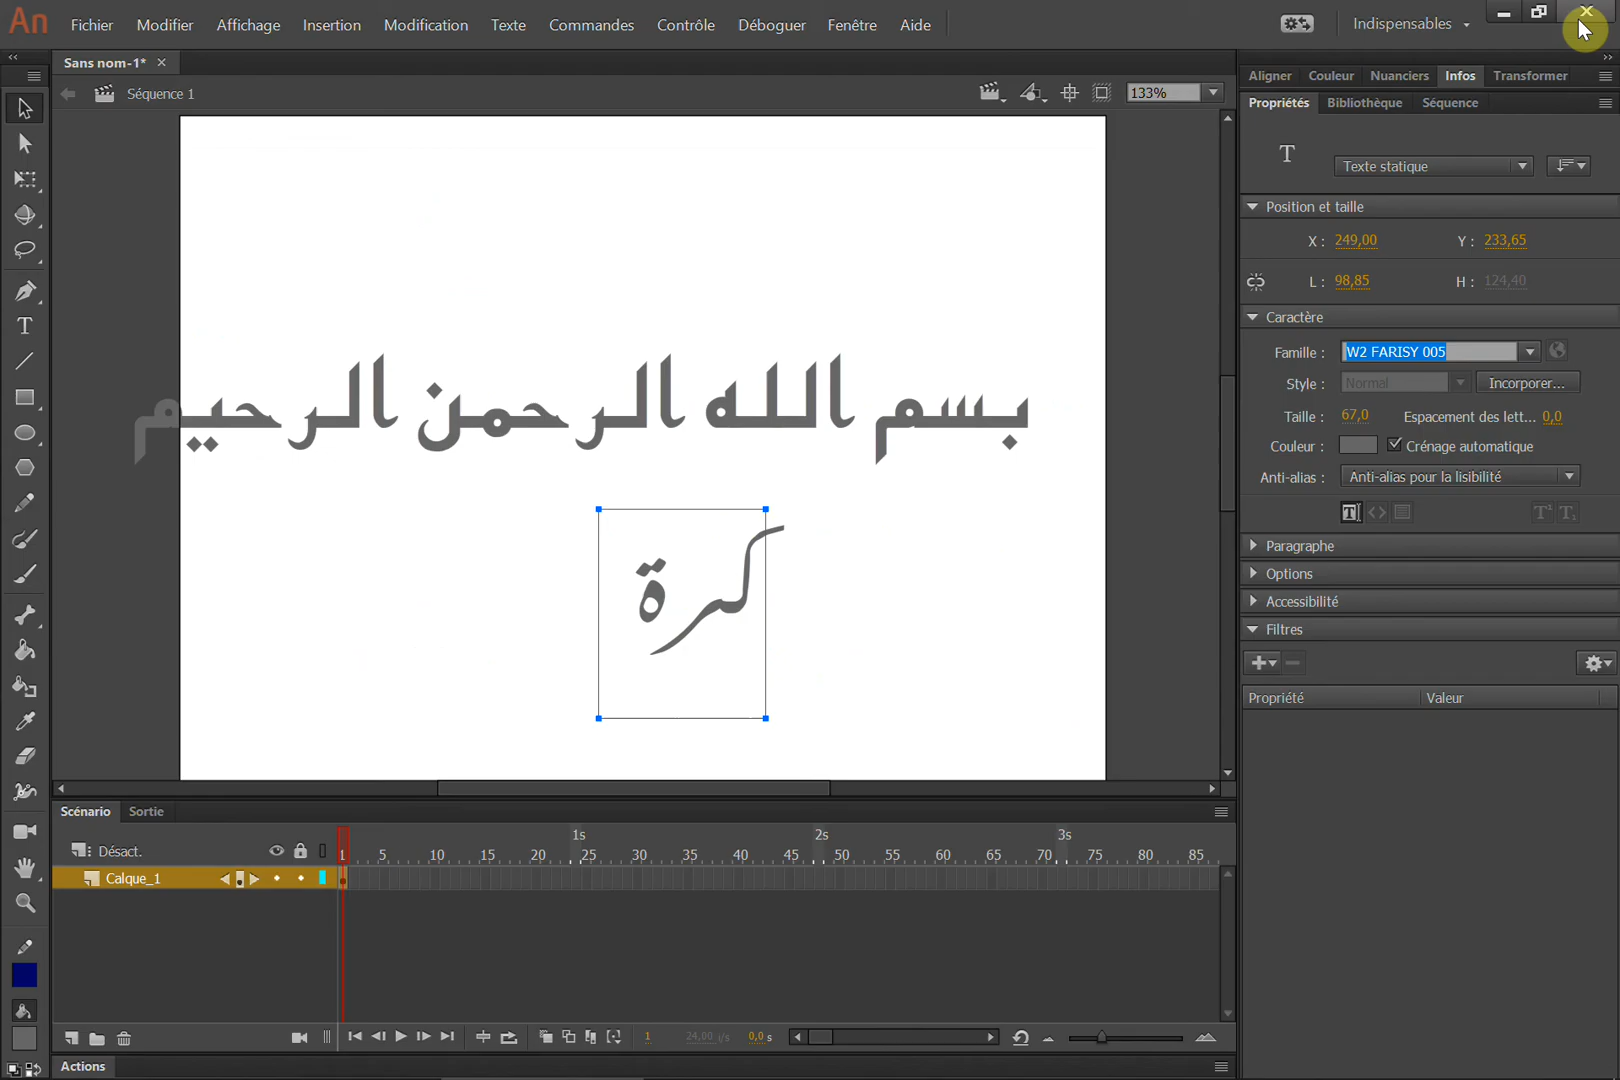 An Fichier Modifier Affichage Insertion Modification Texte Commandes Contrôle Déboguer Fenêtre Aide Indispensables
Sans nom-1*
Séquence 1 133%
Aligner Couleur Nuanciers Infos Transformer
Propriétés Bibliothèque Séquence
T Texte statique
Position et taille
X : 249,00 Y : 233,65
L : 98,85 H : 124,40
Caractère
Famille : W2 FARISY 005
Style : Normal Incorporer...
Taille : 67,0 Espacement des lett... 0,0
Couleur : Crénage automatique
Anti-alias : Anti-alias pour la lisibilité
Paragraphe
Options
Accessibilité
Filtres
Propriété Valeur
بسم الله الرحمن الرحيم
كبرة
Scénario Sortie
1s 2s 3s
Désact. 1 5 10 15 20 25 30 35 40 45 50 55 60 65 70 75 80 85
Calque_1
1 24,00 i/s 0,0 s
Actions